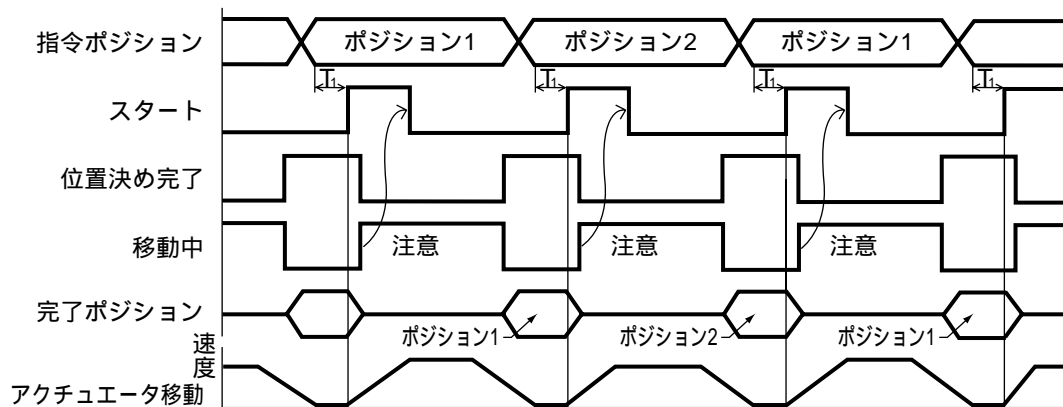 指令ポジション ポジション1 ポジション2 ポジション1
T1 T1 T1 T1
スタート
位置決め完了
移動中 注意 注意 注意
完了ポジション ポジション1 ポジション2 ポジション1
速度
アクチュエータ移動